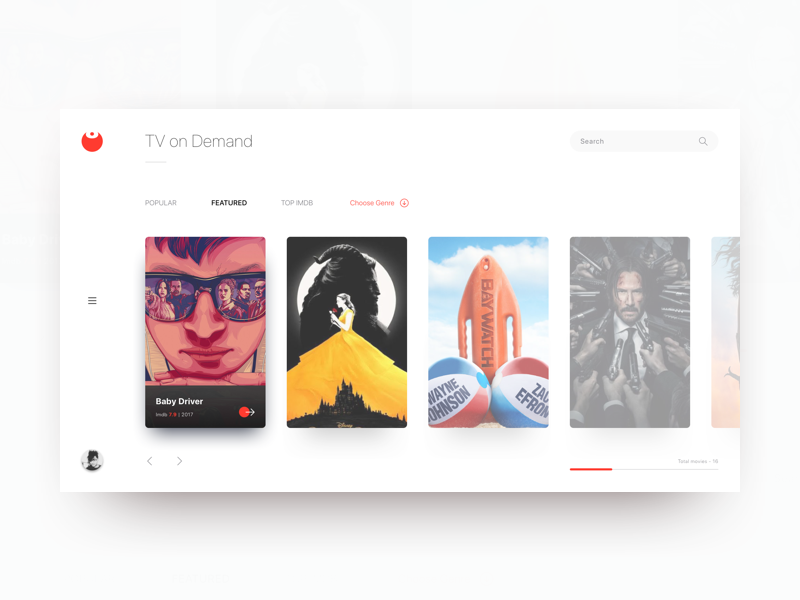 TV on Demand
Search
POPULAR
FEATURED
TOP IMDB
Choose Genre
BAYWATCH
WAYNE
JOHNSON
ZAC
EFRON
Baby Driver
Imdb 7.9 | 2017
Disney
Total movies - 16